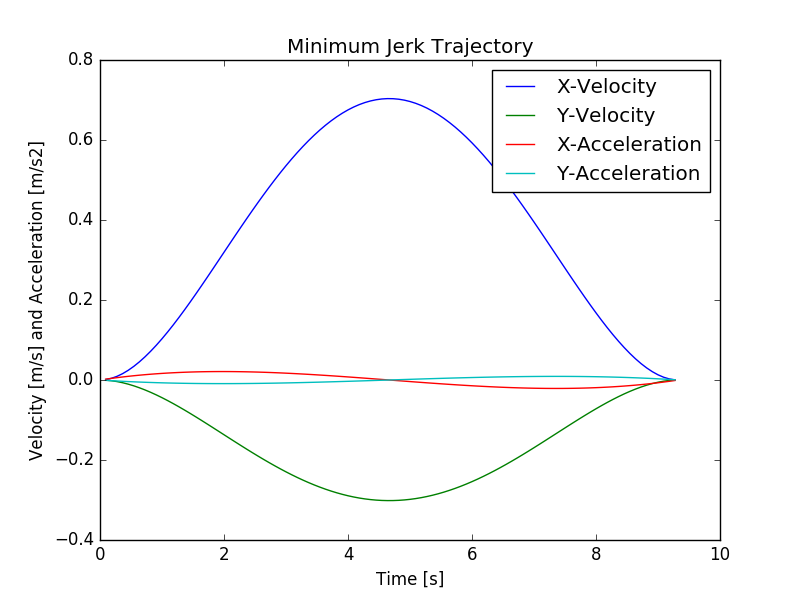 Minimum Jerk Trajectory
0.8
0.6
0.4
0.2
0.0
−0.2
−0.4
Velocity [m/s] and Acceleration [m/s2]
X-Velocity
Y-Velocity
X-Acceleration
Y-Acceleration
0 2 4 6 8 10
Time [s]